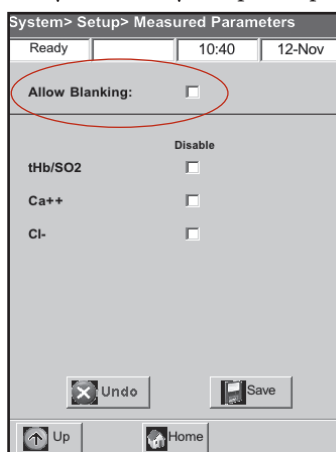 System> Setup> Measured Parameters
Ready 10:40 12-Nov
Allow Blanking:
Disable
tHb/SO2
Ca++
Cl-
Undo Save
Up Home